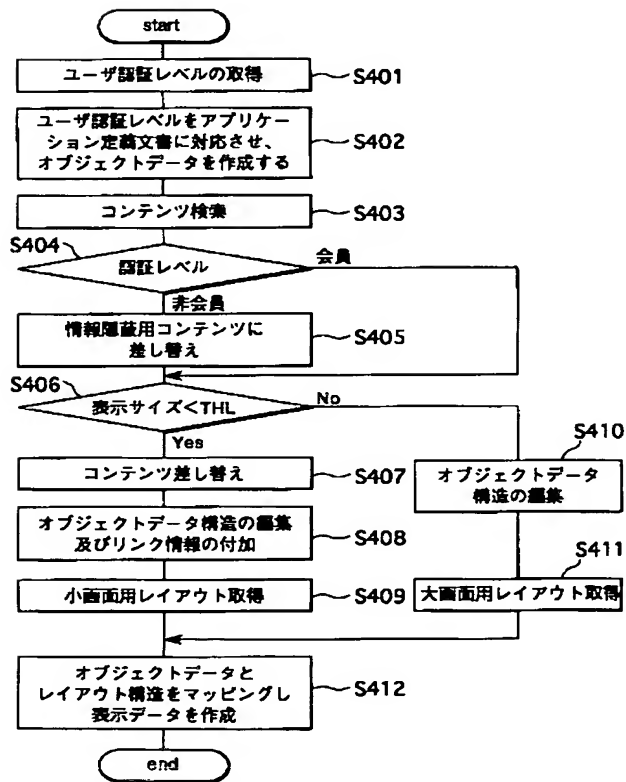 start
ユーザ認証レベルの取得
S401
ユーザ認証レベルをアプリケー
ション定義文書に対応させ、
オブジェクトデータを作成する
S402
コンテンツ検索
S403
S404
認証レベル
会員
非会員
情報隠蔽用コンテンツに
差し替え
S405
S406
表示サイズ<THL
No
Yes
コンテンツ差し替え
S407
S410
オブジェクトデータ
構造の編集
オブジェクトデータ構造の編集
及びリンク情報の付加
S408
S411
小画面用レイアウト取得
S409
大画面用レイアウト取得
オブジェクトデータと
レイアウト構造をマッピングし
表示データを作成
S412
end